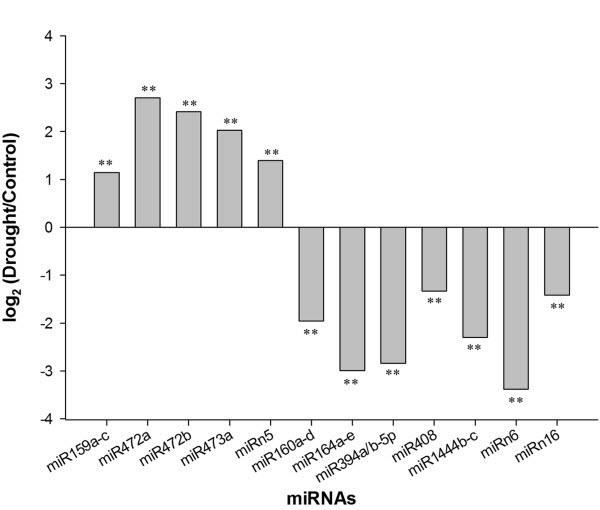 4
3
2
1
0
-1
-2
-3
-4
log2 (Drought/Control)
**
**
**
**
**
**
**
**
**
**
**
**
miR159a-c
miR472a
miR472b
miR473a
miRn5
miR160a-d
miR164a-e
miR394a/b-5p
miR408
miR1444b-c
miRn6
miRn16
miRNAs